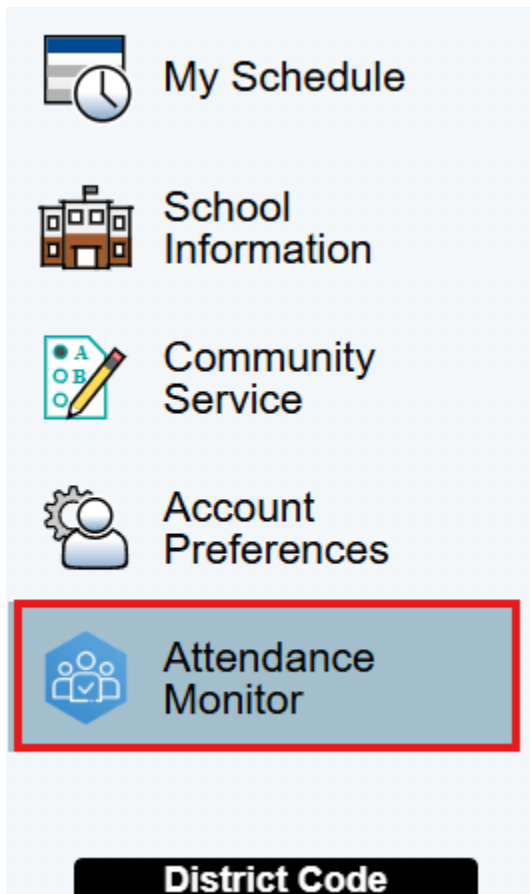 My Schedule
School
Information
A
B
Community
Service
Account
Preferences
Attendance
Monitor
District Code